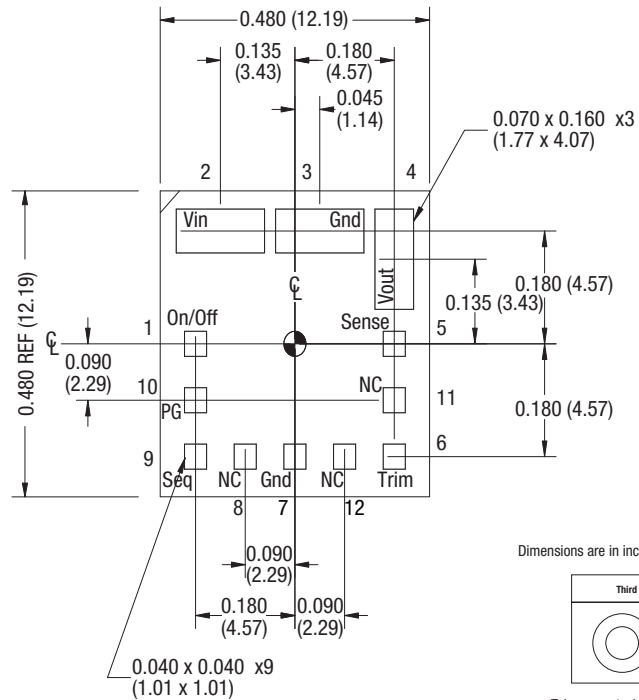 0.480 (12.19)
0.135
(3.43)
0.180
(4.57)
0.045
(1.14)
0.070 x 0.160 x3
(1.77 x 4.07)
2
3
4
Vin
Gnd
Vout
℄
0.480 REF (12.19)
0.180 (4.57)
0.135 (3.43)
On/Off
Sense
1
℄
5
0.090
(2.29)
10
PG
NC
11
0.180 (4.57)
9
6
Seq
NC
Gnd
NC
Trim
8
7
12
0.090
(2.29)
0.180
(4.57)
0.090
(2.29)
0.040 x 0.040 x9
(1.01 x 1.01)
Dimensions are in inc
Third